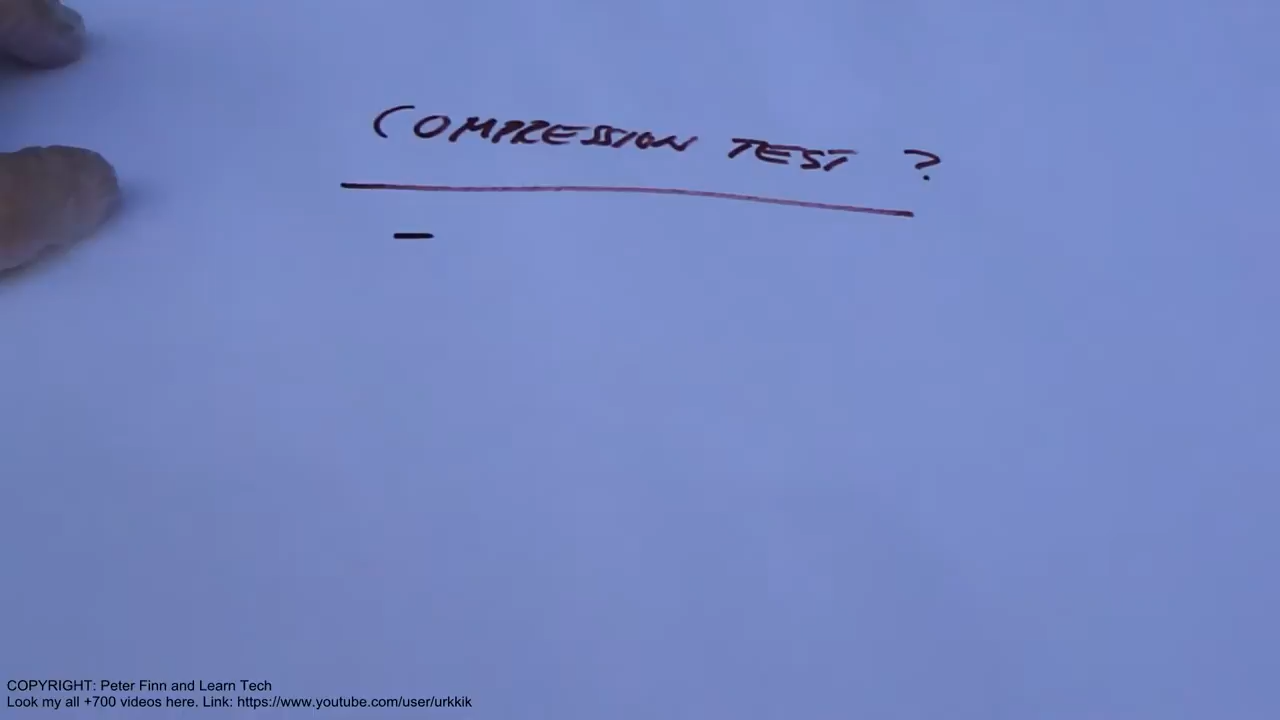 COMPRESSION TEST ?
-
COPYRIGHT: Peter Finn and Learn Tech
Look my all +700 videos here. Link: https://www.youtube.com/user/urkkik